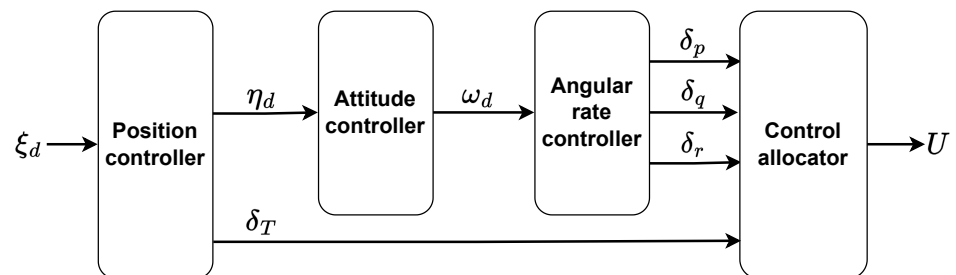 ξ_d
Position
controller
η_d
δ_T
Attitude
controller
ω_d
Angular
rate
controller
δ_p
δ_q
δ_r
Control
allocator
U